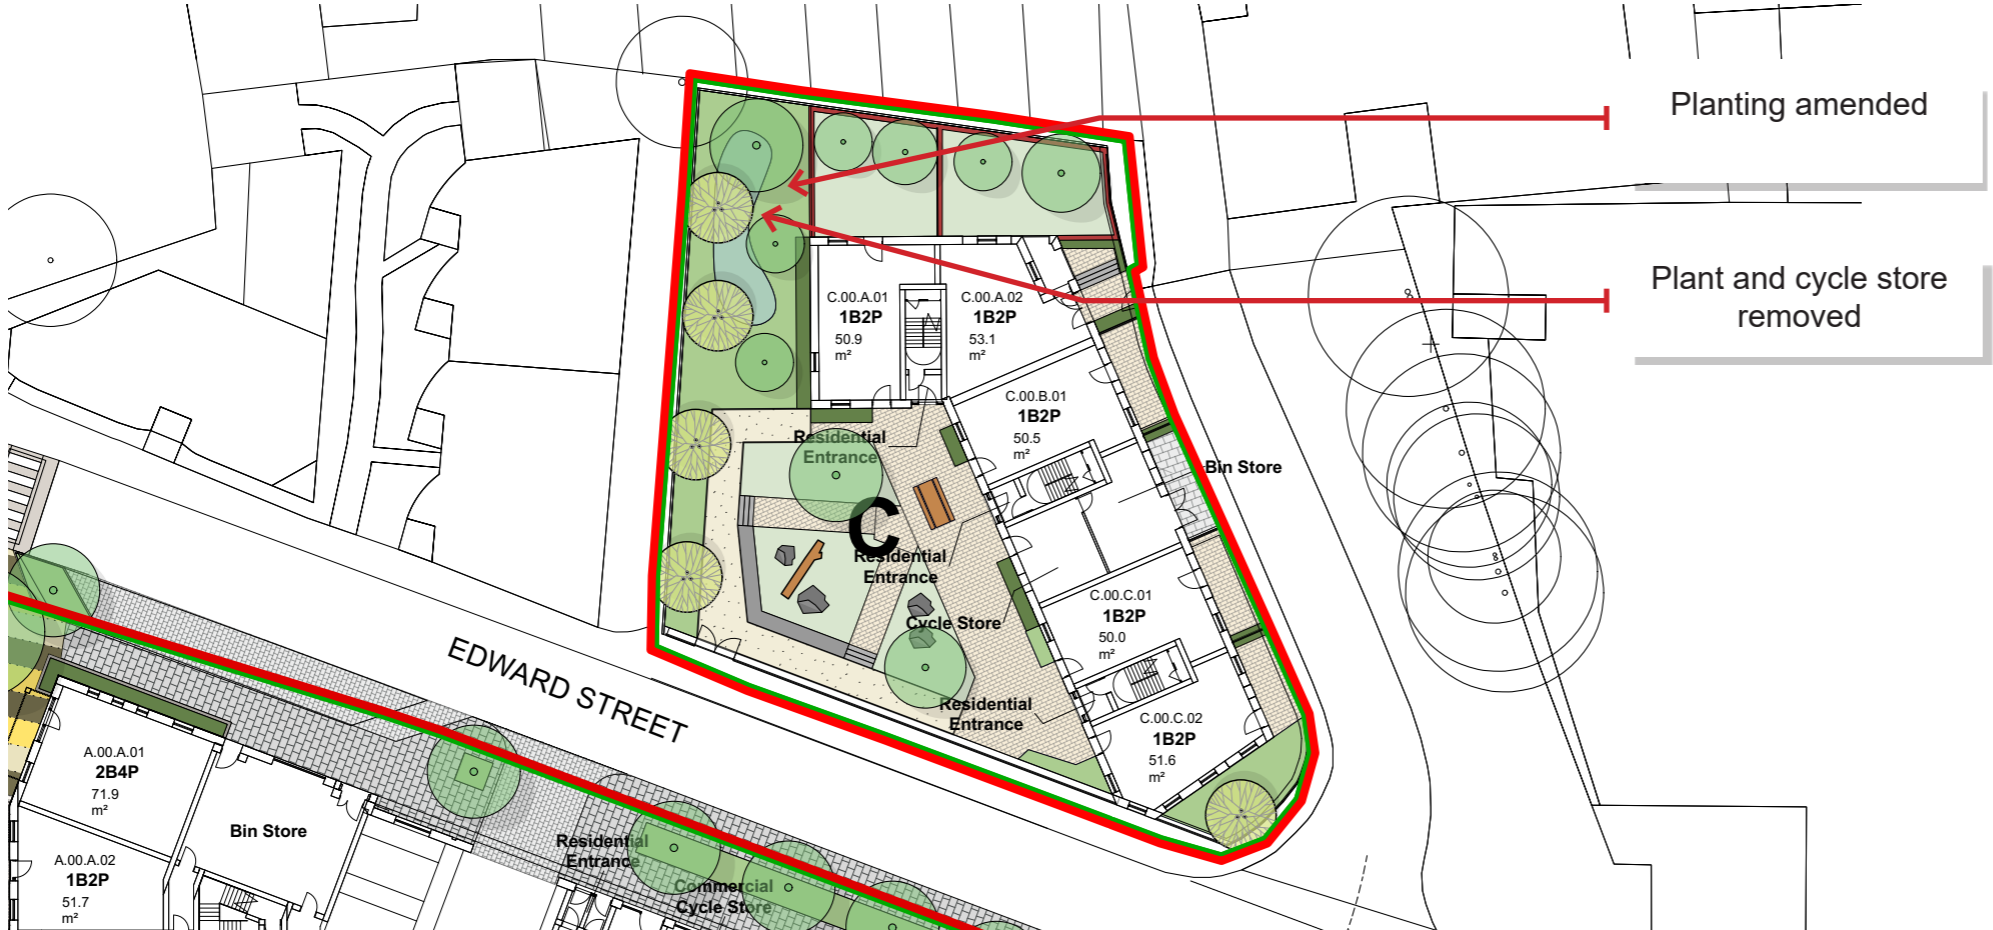 Planting amended
Plant and cycle store
removed
C.00.A.01
1B2P
50.9
m²
C.00.A.02
1B2P
53.1
m²
C.00.B.01
1B2P
50.5
m²
Residential
Entrance
Bin Store
C
Residential
Entrance
C.00.C.01
1B2P
50.0
m²
Cycle Store
Residential
Entrance
C.00.C.02
1B2P
51.6
m²
EDWARD STREET
A.00.A.01
2B4P
71.9
m²
Bin Store
A.00.A.02
1B2P
51.7
m²
Residential
Entrance
Commercial
Cycle Store